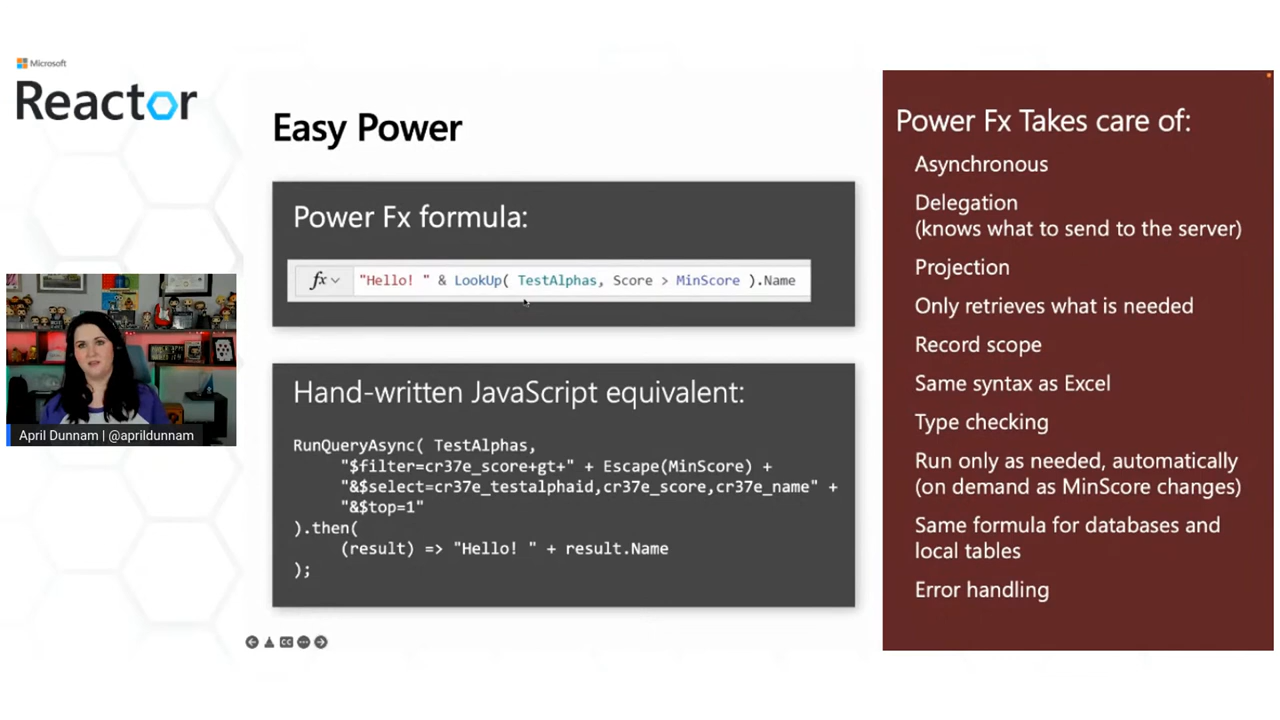 Microsoft
Reactor
Easy Power
Power Fx formula:
fx "Hello! " & LookUp( TestAlphas, Score > MinScore ).Name
Hand-written JavaScript equivalent:
RunQueryAsync( TestAlphas,
"$filter=cr37e_score+gt+" + Escape(MinScore) +
"&$select=cr37e_testalphaid,cr37e_score,cr37e_name" +
"&$top=1"
).then(
(result) => "Hello! " + result.Name
);
Power Fx Takes care of:
Asynchronous
Delegation
(knows what to send to the server)
Projection
Only retrieves what is needed
Record scope
Same syntax as Excel
Type checking
Run only as needed, automatically
(on demand as MinScore changes)
Same formula for databases and
local tables
Error handling
April Dunnam | @aprildunnam
CC